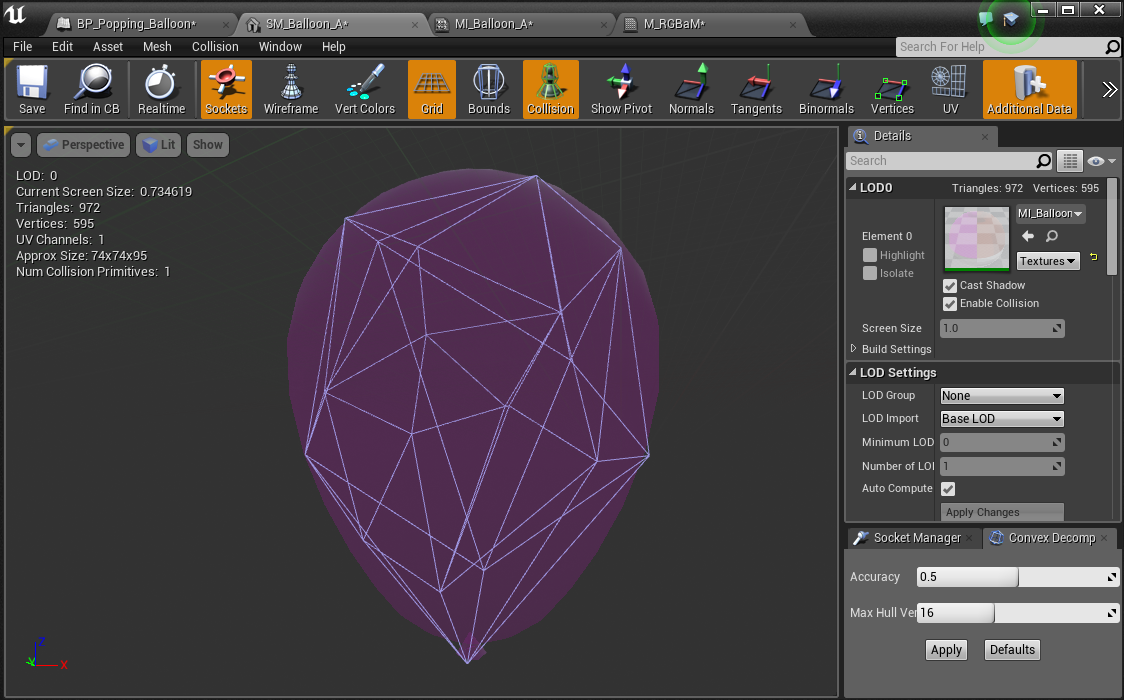 BP_Popping_Balloon*
SM_Balloon_A*
MI_Balloon_A*
M_RGBaM*
File Edit Asset Mesh Collision Window Help
Search For Help
Save
Find in CB
Realtime
Sockets
Wireframe
Vert Colors
Grid
Bounds
Collision
Show Pivot
Normals
Tangents
Binormals
Vertices
UV
Additional Data
Perspective
Lit
Show
LOD: 0
Current Screen Size: 0.734619
Triangles: 972
Vertices: 595
UV Channels: 1
Approx Size: 74x74x95
Num Collision Primitives: 1
Z
Y
X
Details
Search
LOD0
Triangles: 972 Vertices: 595
Element 0
Highlight
Isolate
MI_Balloon
Textures
Cast Shadow
Enable Collision
Screen Size 1.0
Build Settings
LOD Settings
LOD Group None
LOD Import Base LOD
Minimum LOD 0
Number of LOI 1
Auto Compute
Apply Changes
Socket Manager
Convex Decomp
Accuracy 0.5
Max Hull Ver 16
Apply
Defaults